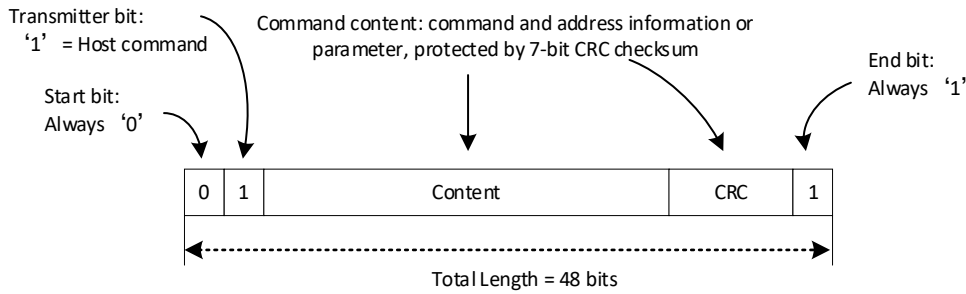 Transmitter bit:
‘1’ = Host command
Command content: command and address information or
parameter, protected by 7-bit CRC checksum
End bit:
Always ‘1’
Start bit:
Always ‘0’
0 1 Content CRC 1
Total Length = 48 bits